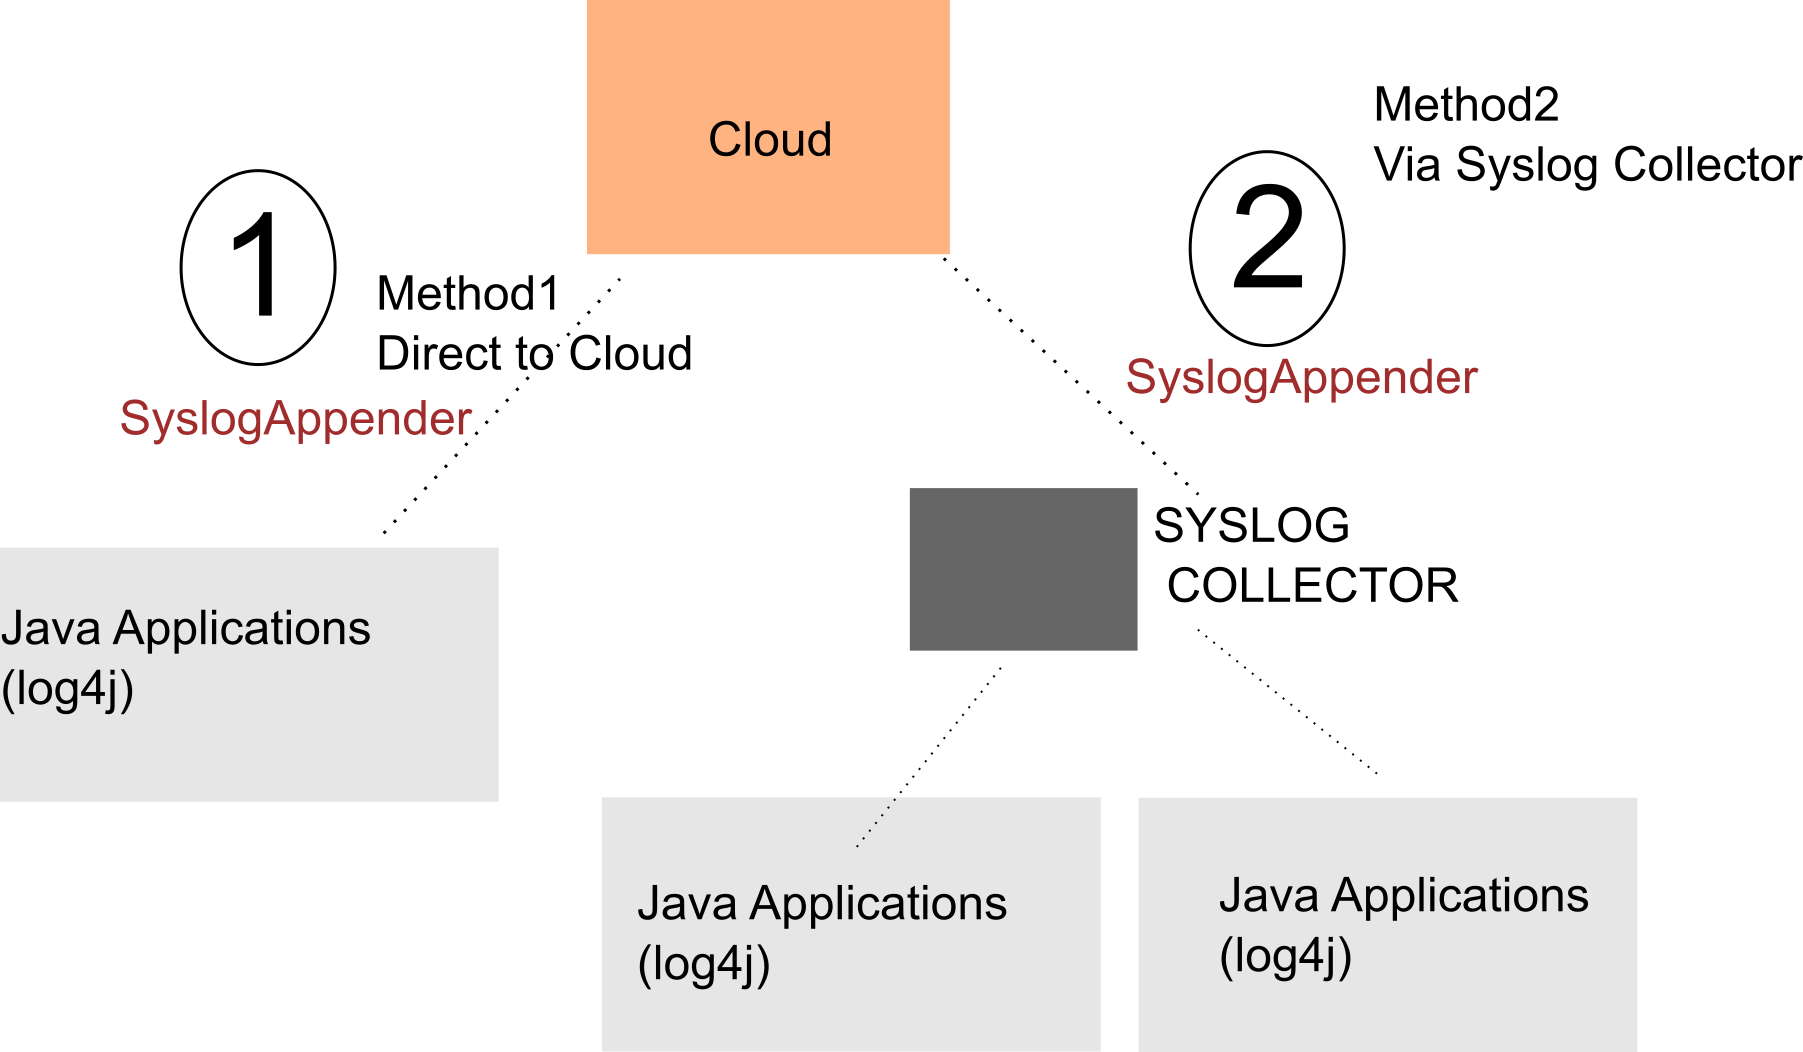 Cloud
1
Method1
Direct to Cloud
SyslogAppender
Method2
Via Syslog Collector
2
SyslogAppender
SYSLOG
COLLECTOR
Java Applications
(log4j)
Java Applications
(log4j)
Java Applications
(log4j)